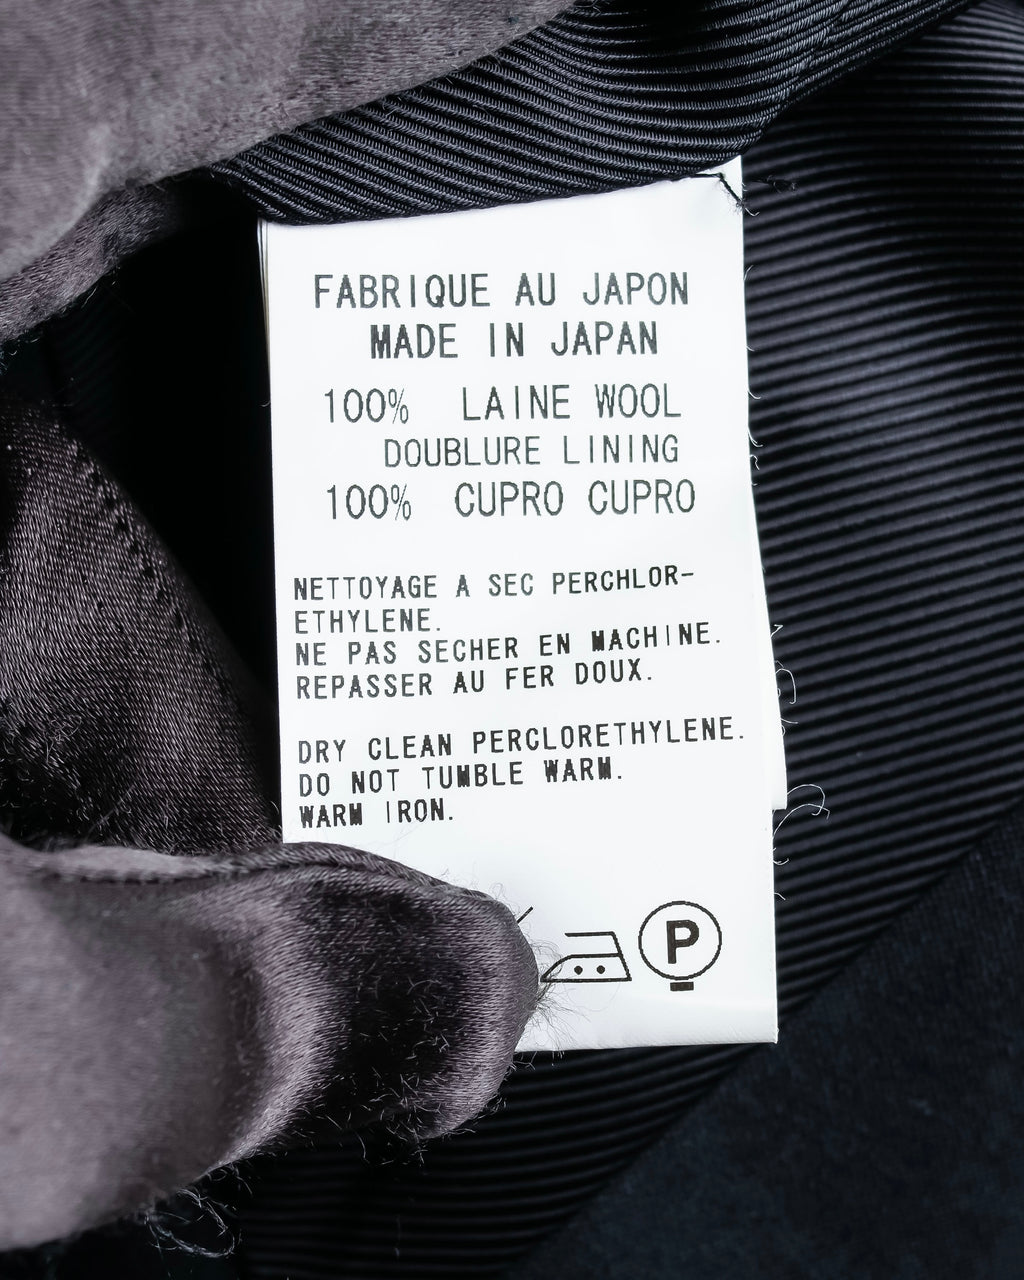 FABRIQUE AU JAPON
MADE IN JAPAN
100% LAINE WOOL
DOUBLURE LINING
100% CUPRO CUPRO
NETTOYAGE A SEC PERCHLOR-
ETHYLENE.
NE PAS SECHER EN MACHINE.
REPASSER AU FER DOUX.
DRY CLEAN PERCLORETHYLENE.
DO NOT TUMBLE WARM.
WARM IRON.
P